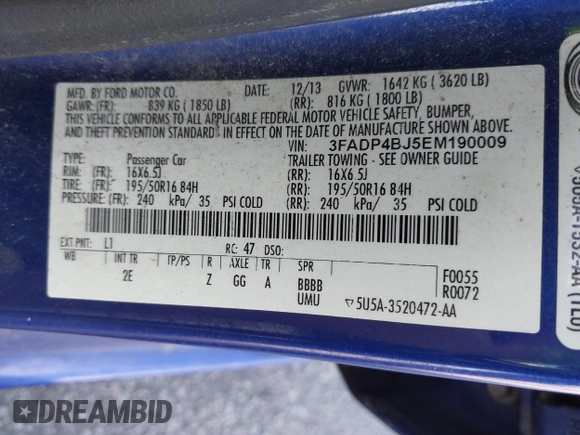 MFD. BY FORD MOTOR CO. DATE: 12/13 GVWR: 1642 KG ( 3620 LB)
GAWR: (FR): 839 KG ( 1850 LB) (RR): 816 KG ( 1800 LB)
THIS VEHICLE CONFORMS TO ALL APPLICABLE FEDERAL MOTOR VEHICLE SAFETY, BUMPER,
AND THEFT PREVENTION STANDARDS IN EFFECT ON THE DATE OF MANUFACTURE SHOWN ABOVE.
VIN: 3FADP4BJ5EM190009
TYPE: Passenger Car TRAILER TOWING - SEE OWNER GUIDE
RIM: (FR) 16X6.5J (RR): 16X6.5J
TIRE: (FR) 195/50R16 84H (RR): 195/50R16 84H
PRESSURE: (FR) 240 kPa/ 35 PSI COLD (RR): 240 kPa/ 35 PSI COLD
EXT PNT: L1 RC: 47 DSO:
WB INT TR TP/PS R AXLE TR SPR
2E Z GG A BBBB
UMU
F0055
R0072
▽5U5A-3520472-AA
DREAMBID